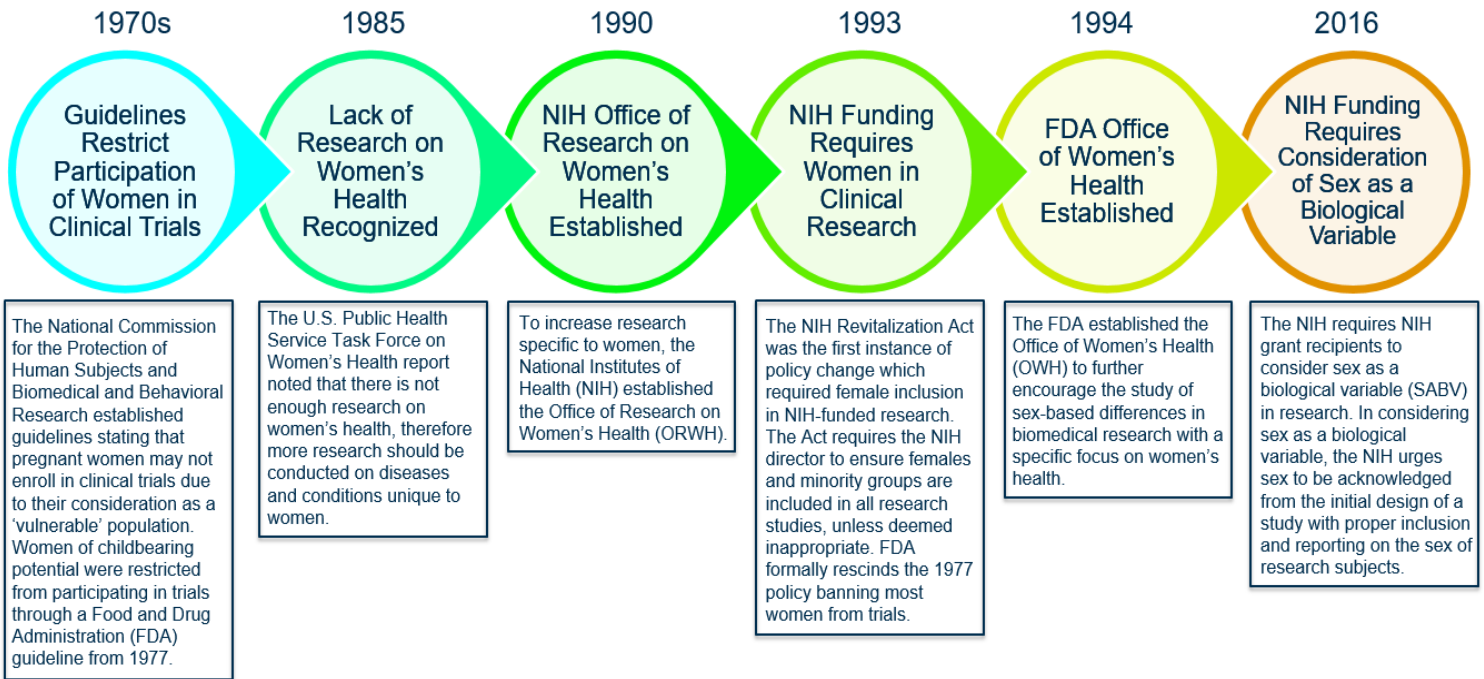 1970s
1985
1990
1993
1994
2016
Guidelines
Restrict
Participation
of Women in
Clinical Trials
Lack of
Research on
Women's
Health
Recognized
NIH Office of
Research on
Women's
Health
Established
NIH Funding
Requires
Women in
Clinical
Research
FDA Office
of Women's
Health
Established
NIH Funding
Requires
Consideration
of Sex as a
Biological
Variable
The National Commission
for the Protection of
Human Subjects and
Biomedical and Behavioral
Research established
guidelines stating that
pregnant women may not
enroll in clinical trials due
to their consideration as a
‘vulnerable’ population.
Women of childbearing
potential were restricted
from participating in trials
through a Food and Drug
Administration (FDA)
guideline from 1977.
The U.S. Public Health
Service Task Force on
Women's Health report
noted that there is not
enough research on
women's health, therefore
more research should be
conducted on diseases
and conditions unique to
women.
To increase research
specific to women, the
National Institutes of
Health (NIH) established
the Office of Research on
Women's Health (ORWH).
The NIH Revitalization Act
was the first instance of
policy change which
required female inclusion
in NIH-funded research.
The Act requires the NIH
director to ensure females
and minority groups are
included in all research
studies, unless deemed
inappropriate. FDA
formally rescinds the 1977
policy banning most
women from trials.
The FDA established the
Office of Women's Health
(OWH) to further
encourage the study of
sex-based differences in
biomedical research with a
specific focus on women's
health.
The NIH requires NIH
grant recipients to
consider sex as a
biological variable (SABV)
in research. In considering
sex as a biological
variable, the NIH urges
sex to be acknowledged
from the initial design of a
study with proper inclusion
and reporting on the sex of
research subjects.